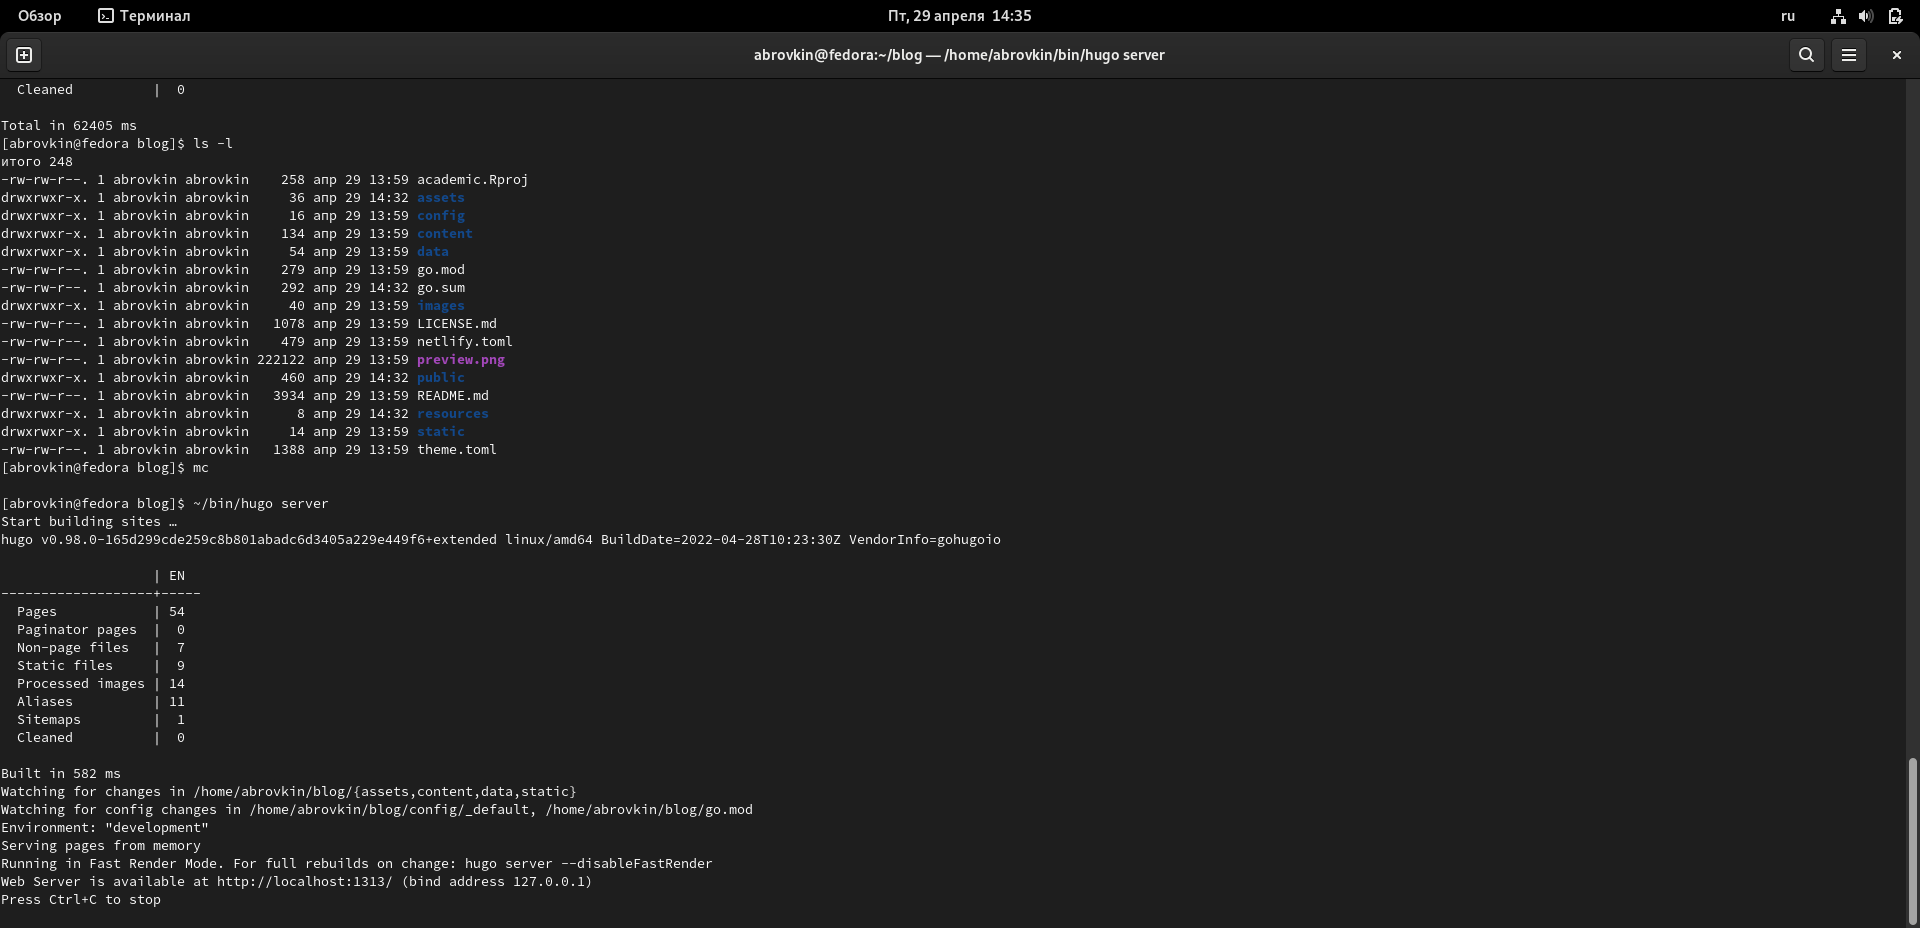 Обзор Терминал Пт, 29 апреля 14:35 ru
abrovkin@fedora:~/blog — /home/abrovkin/bin/hugo server
  Cleaned          |  0

Total in 62405 ms
[abrovkin@fedora blog]$ ls -l
итого 248
-rw-rw-r--. 1 abrovkin abrovkin    258 апр 29 13:59 academic.Rproj
drwxrwxr-x. 1 abrovkin abrovkin     36 апр 29 14:32 assets
drwxrwxr-x. 1 abrovkin abrovkin     16 апр 29 13:59 config
drwxrwxr-x. 1 abrovkin abrovkin    134 апр 29 13:59 content
drwxrwxr-x. 1 abrovkin abrovkin     54 апр 29 13:59 data
-rw-rw-r--. 1 abrovkin abrovkin    279 апр 29 13:59 go.mod
-rw-rw-r--. 1 abrovkin abrovkin    292 апр 29 14:32 go.sum
drwxrwxr-x. 1 abrovkin abrovkin     40 апр 29 13:59 images
-rw-rw-r--. 1 abrovkin abrovkin   1078 апр 29 13:59 LICENSE.md
-rw-rw-r--. 1 abrovkin abrovkin    479 апр 29 13:59 netlify.toml
-rw-rw-r--. 1 abrovkin abrovkin 222122 апр 29 13:59 preview.png
drwxrwxr-x. 1 abrovkin abrovkin    460 апр 29 14:32 public
-rw-rw-r--. 1 abrovkin abrovkin   3934 апр 29 13:59 README.md
drwxrwxr-x. 1 abrovkin abrovkin      8 апр 29 14:32 resources
drwxrwxr-x. 1 abrovkin abrovkin     14 апр 29 13:59 static
-rw-rw-r--. 1 abrovkin abrovkin   1388 апр 29 13:59 theme.toml
[abrovkin@fedora blog]$ mc

[abrovkin@fedora blog]$ ~/bin/hugo server
Start building sites …
hugo v0.98.0-165d299cde259c8b801abadc6d3405a229e449f6+extended linux/amd64 BuildDate=2022-04-28T10:23:30Z VendorInfo=gohugoio

                   | EN
-------------------+-----
  Pages            | 54
  Paginator pages  |  0
  Non-page files   |  7
  Static files     |  9
  Processed images | 14
  Aliases          | 11
  Sitemaps         |  1
  Cleaned          |  0

Built in 582 ms
Watching for changes in /home/abrovkin/blog/{assets,content,data,static}
Watching for config changes in /home/abrovkin/blog/config/_default, /home/abrovkin/blog/go.mod
Environment: "development"
Serving pages from memory
Running in Fast Render Mode. For full rebuilds on change: hugo server --disableFastRender
Web Server is available at http://localhost:1313/ (bind address 127.0.0.1)
Press Ctrl+C to stop